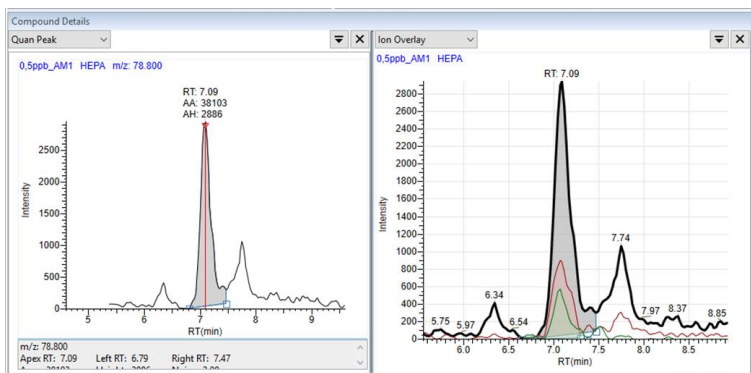 Compound Details
Quan Peak
0,5ppb_AM1 HEPA m/z: 78.800
RT: 7.09
AA: 38103
AH: 2886
2500
2000
1500
1000
500
0
Intensity
5 6 7 8 9
RT(min)
m/z: 78.800
Apex RT: 7.09 Left RT: 6.79 Right RT: 7.47
Ion Overlay
0,5ppb_AM1 HEPA
RT: 7.09
2800
2600
2400
2200
2000
1800
1600
1400
1200
1000
800
600
400
200
0
Intensity
7.74
6.34
5.75 5.97 6.54 7.97 8.37 8.85
6.0 6.5 7.0 7.5 8.0 8.5
RT(min)